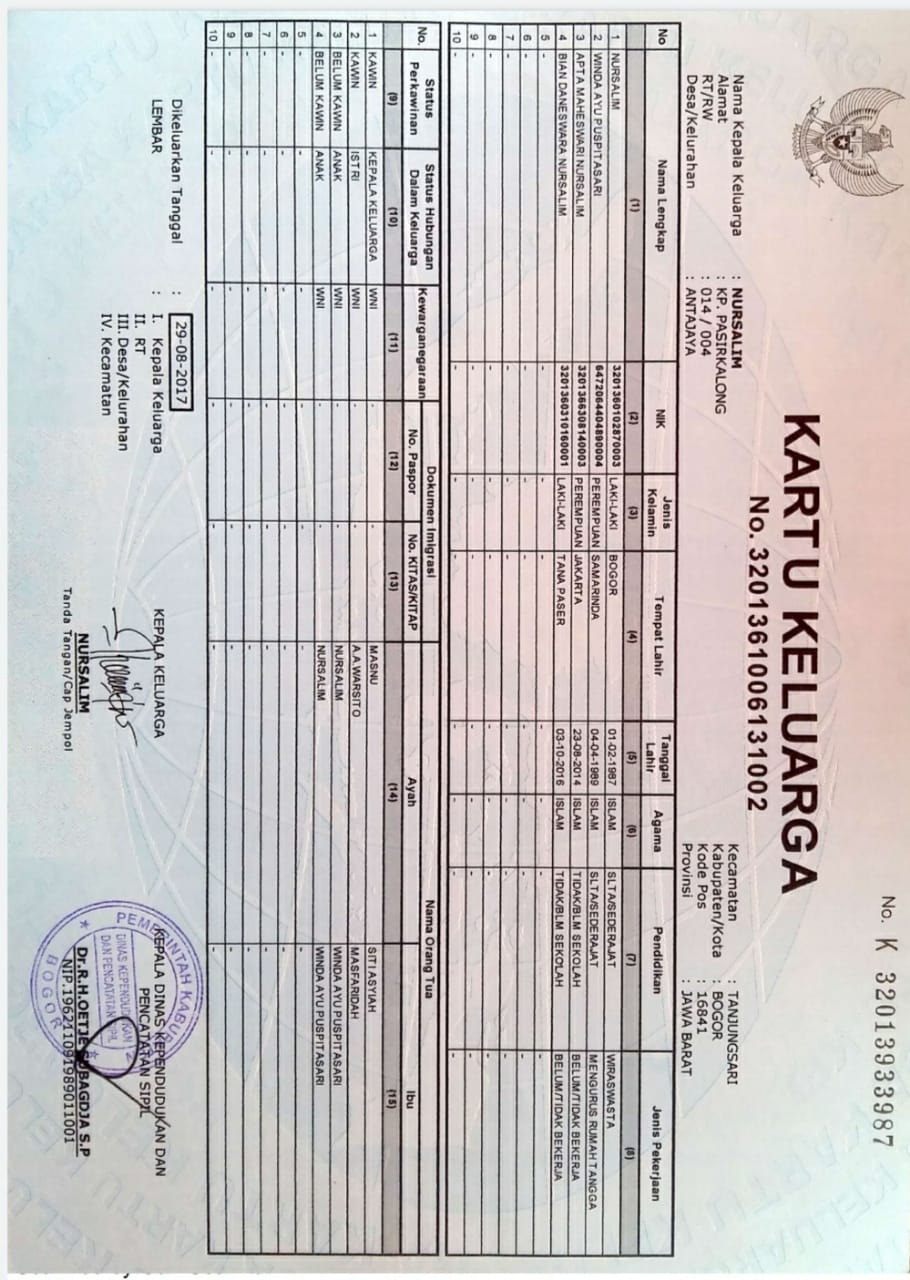 No. K 3201393398​7
KARTU KELUARGA
No. 3201361006131002
Nama Kepala Keluarga : NURSALIM
Alamat : KP. PASIRKALONG
RT/RW : 014 / 004
Desa/Kelurahan : ANTAJAYA
Kecamatan : TANJUNGSARI
Kabupaten/Kota : BOGOR
Kode Pos : 16841
Provinsi : JAWA BARAT
No Nama Lengkap NIK Jenis Kelamin Tempat Lahir Tanggal Lahir Agama Pendidikan Jenis Pekerjaan
(1) (2) (3) (4) (5) (6) (7) (8)
1 NURSALIM 3201360102870003 LAKI-LAKI BOGOR 01-02-1987 ISLAM SLTA/SEDERAJAT WIRASWASTA
2 WINDA AYU PUSPITASARI 6472064404890004 PEREMPUAN SAMARINDA 04-04-1989 ISLAM SLTA/SEDERAJAT MENGURUS RUMAH TANGGA
3 APTA MAHESWARI NURSALIM 3201366308140003 PEREMPUAN JAKARTA 23-08-2014 ISLAM TIDAK/BLM SEKOLAH BELUM/TIDAK BEKERJA
4 BIAN DANESWARA NURSALIM 3201360310160001 LAKI-LAKI TANA PASER 03-10-2016 ISLAM TIDAK/BLM SEKOLAH BELUM/TIDAK BEKERJA
5 - - - - - - - -
6 - - - - - - - -
7 - - - - - - - -
8 - - - - - - - -
9 - - - - - - - -
10 - - - - - - - -
No. Status Perkawinan Status Hubungan Dalam Keluarga Kewarganegaraan Dokumen Imigrasi Nama Orang Tua
No. Paspor No. KITAS/KITAP Ayah Ibu
(9) (10) (11) (12) (13) (14) (15)
1 KAWIN KEPALA KELUARGA WNI - - MASNU SITI ASYIAH
2 KAWIN ISTRI WNI - - A.A.WARSITO MASFARIDAH
3 BELUM KAWIN ANAK WNI - - NURSALIM WINDA AYU PUSPITASARI
4 BELUM KAWIN ANAK WNI - - NURSALIM WINDA AYU PUSPITASARI
5 - - - - - - -
6 - - - - - - -
7 - - - - - - -
8 - - - - - - -
9 - - - - - - -
10 - - - - - - -
Dikeluarkan Tanggal : 29-08-2017
LEMBAR : I. Kepala Keluarga
II. RT
III. Desa/Kelurahan
IV. Kecamatan
KEPALA KELUARGA
NURSALIM
Tanda Tangan/Cap Jempol
KEPALA DINAS KEPENDUDUKAN DAN
PENCATATAN SIPIL
PEMERINTAH KABUP
DINAS KEPENDUDUKAN
DAN PENCATATAN SIPIL
BOGOR
Dr.R.H.OETJE SUBAGDJA S.P
NIP.196211091989011001